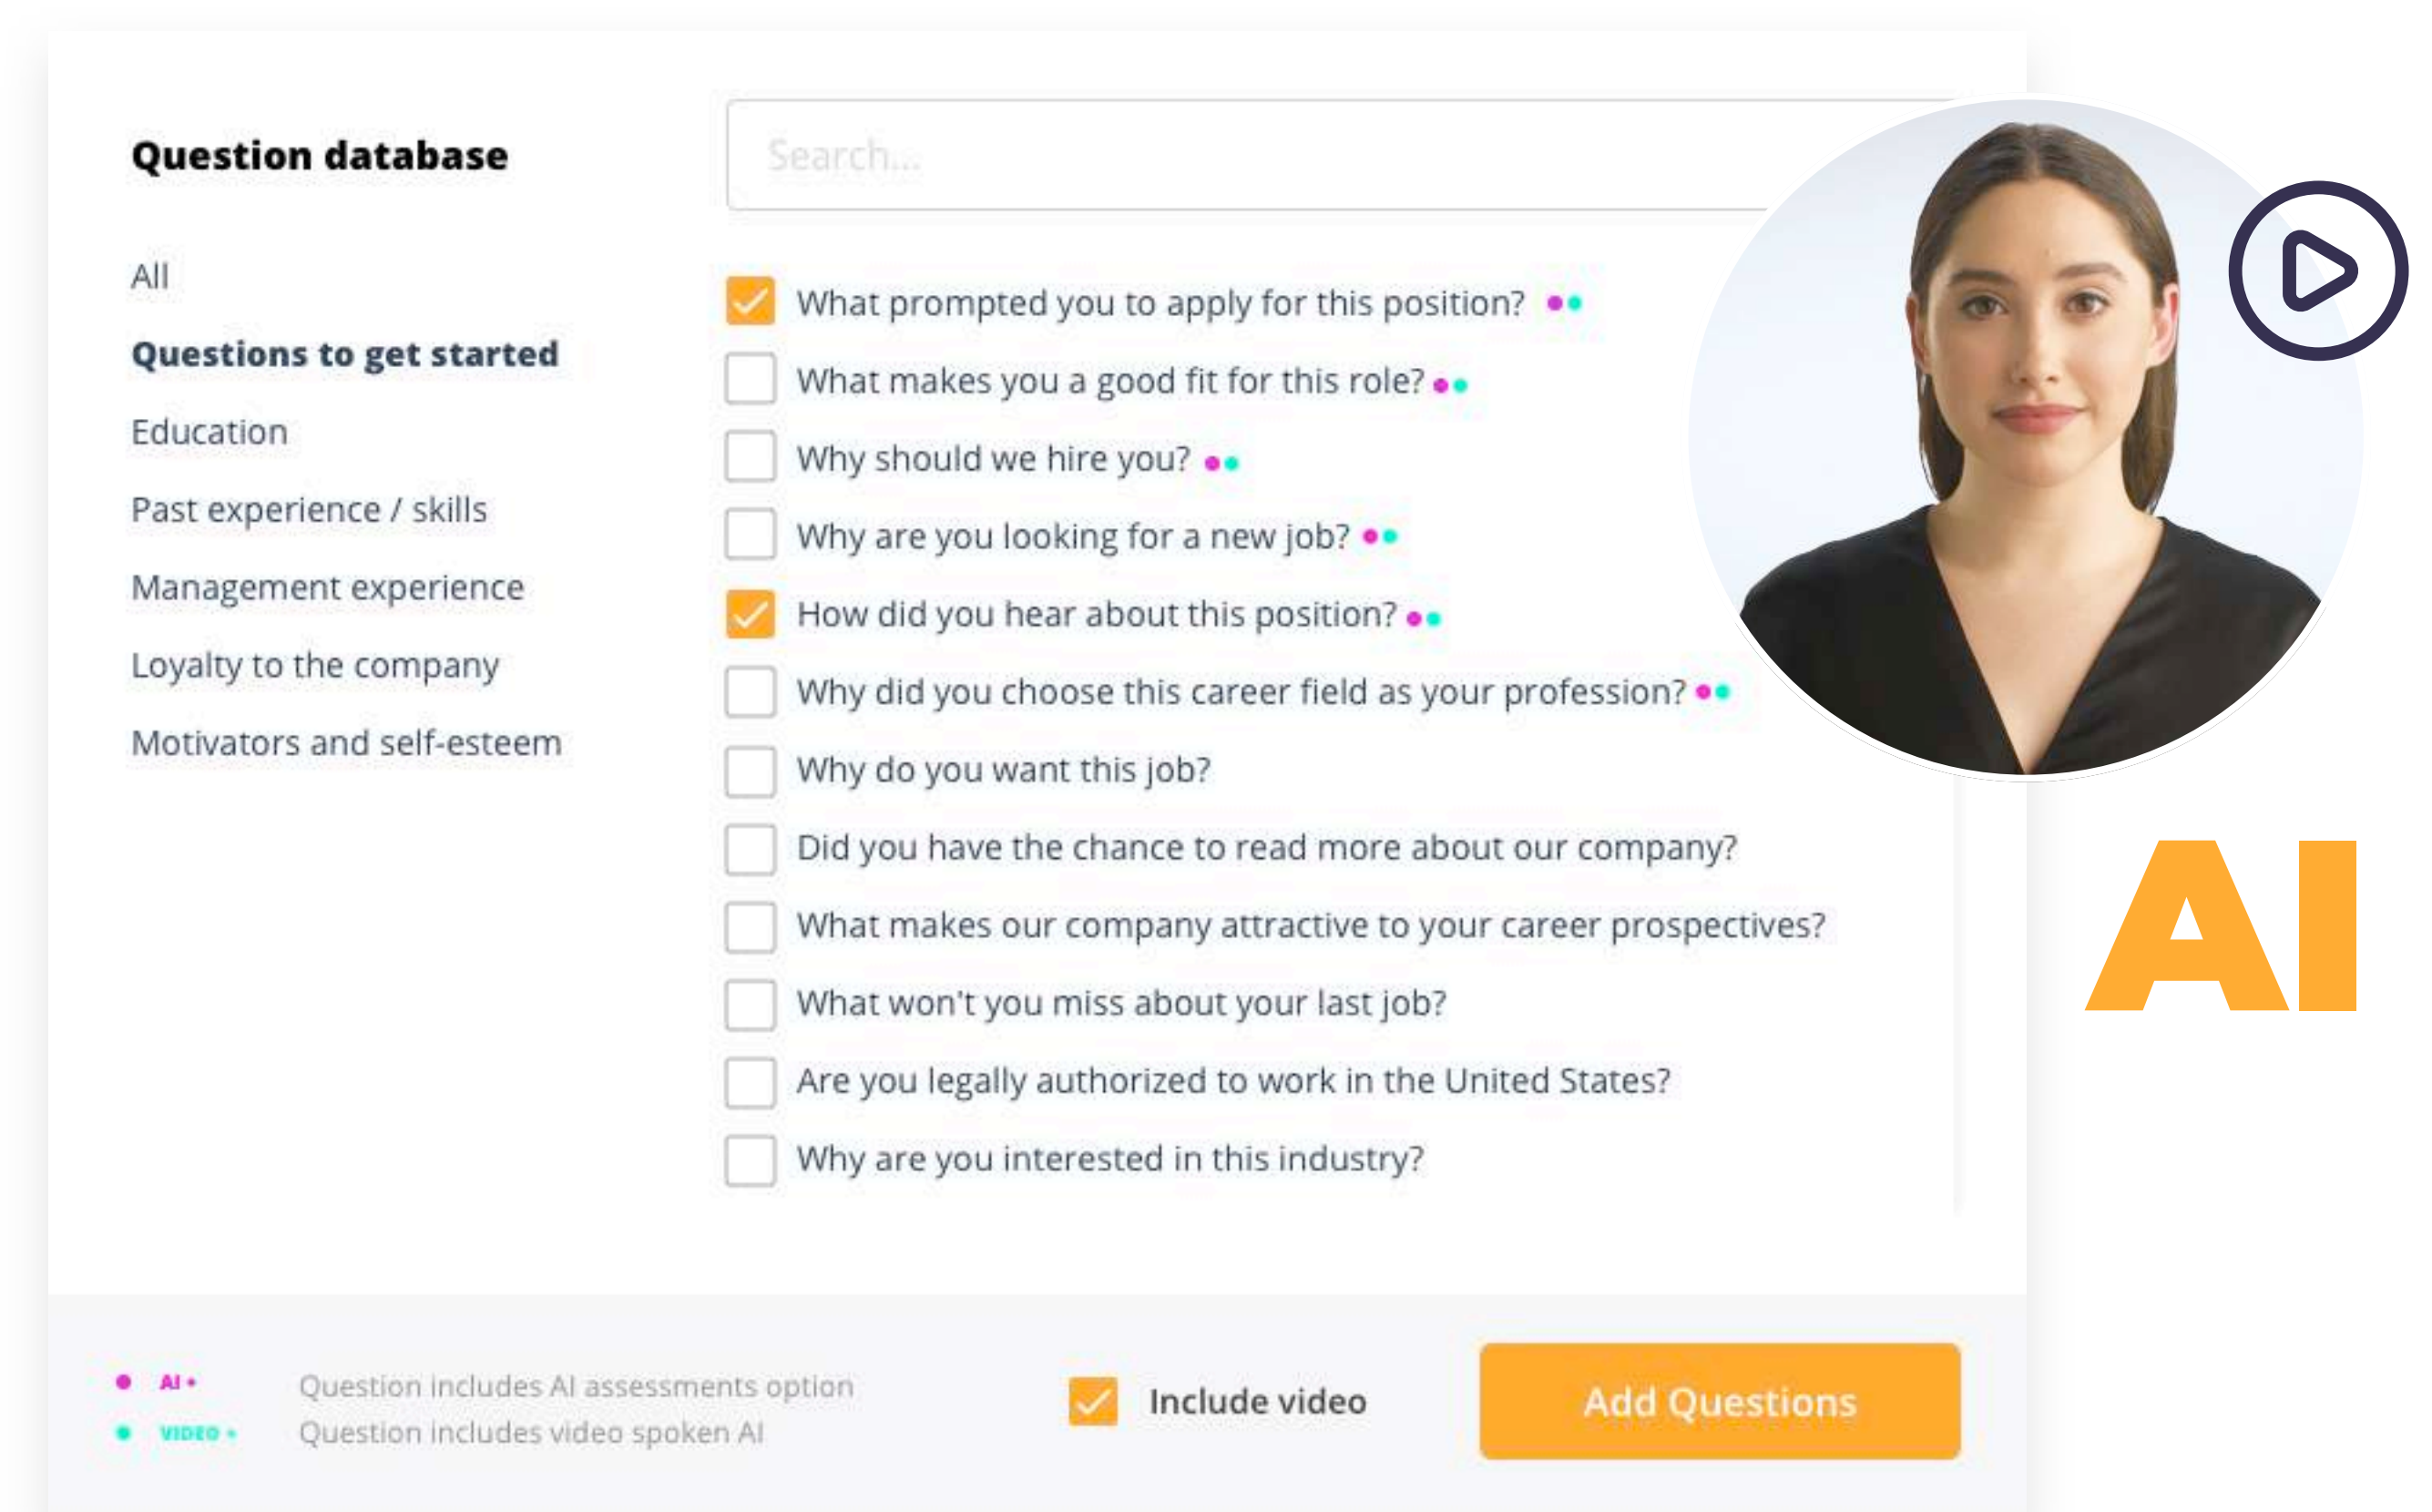 Question database
Search...
All
Questions to get started
Education
Past experience / skills
Management experience
Loyalty to the company
Motivators and self-esteem
What prompted you to apply for this position?
What makes you a good fit for this role?
Why should we hire you?
Why are you looking for a new job?
How did you hear about this position?
Why did you choose this career field as your profession?
Why do you want this job?
Did you have the chance to read more about our company?
What makes our company attractive to your career prospectives?
What won't you miss about your last job?
Are you legally authorized to work in the United States?
Why are you interested in this industry?
AI
AI + Question includes AI assessments option
VIDEO + Question includes video spoken AI
Include video
Add Questions